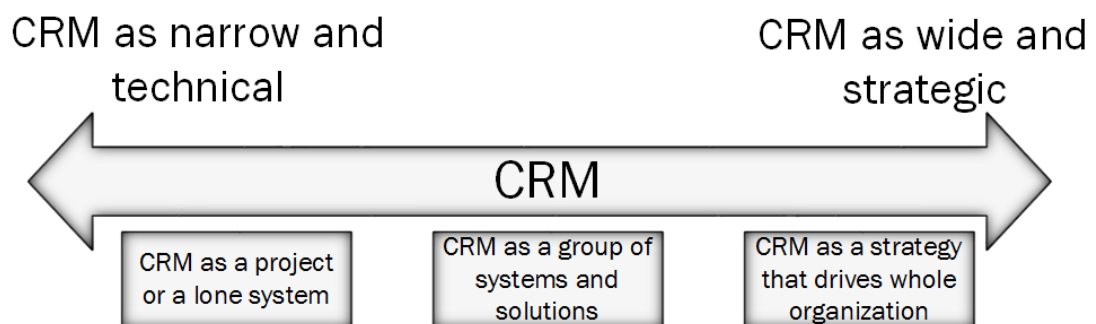 CRM as narrow and
technical
CRM as wide and
strategic
CRM
CRM as a project
or a lone system
CRM as a group of
systems and
solutions
CRM as a strategy
that drives whole
organization